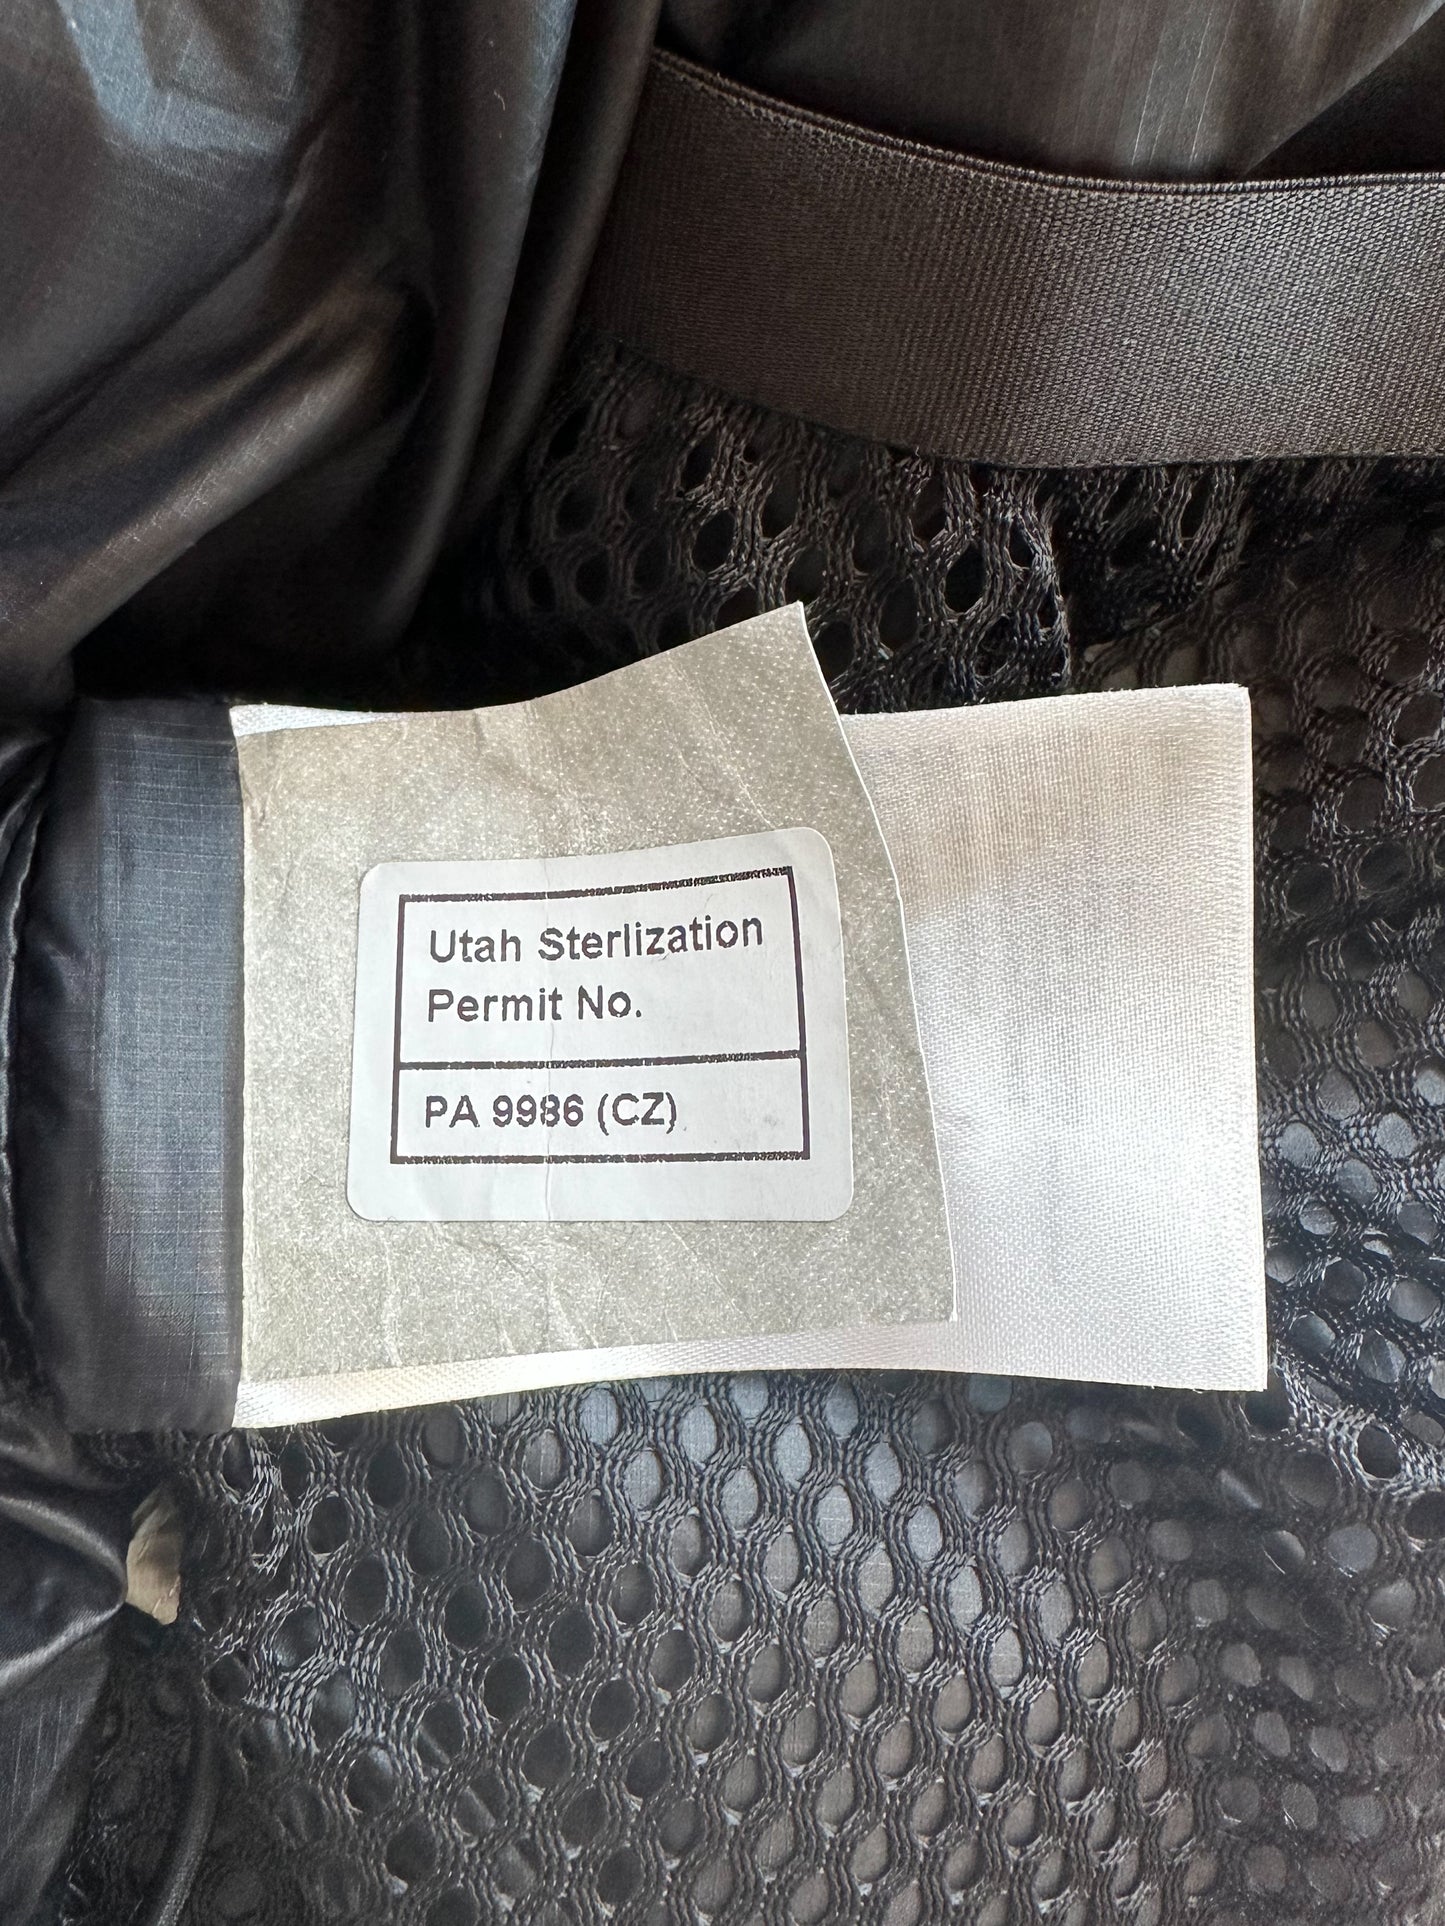 Utah Sterlization
Permit No.
PA 9986 (CZ)